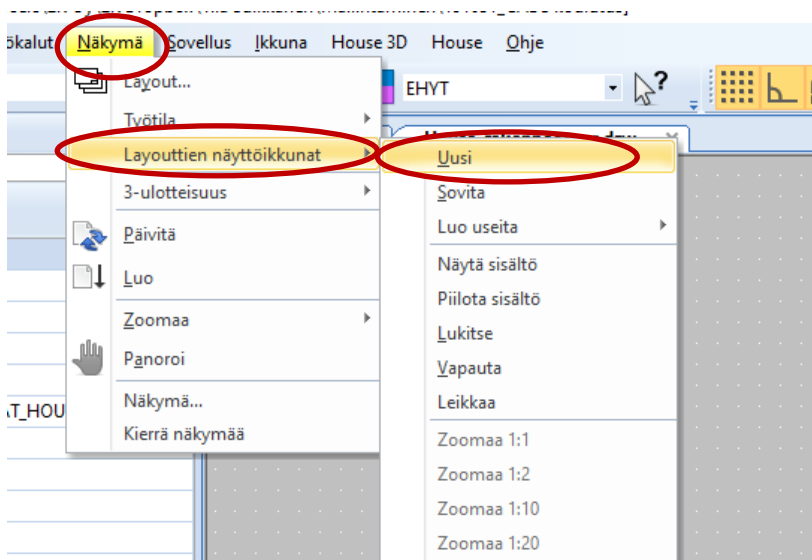 ökalut Näkymä Sovellus Ikkuna House 3D House Ohje
Layout...
EHYT
Työtila
Layouttien näyttöikkunat
Uusi
3-ulotteisuus
Sovita
Päivitä
Luo useita
Luo
Näytä sisältö
Piilota sisältö
Zoomaa
Lukitse
Panoroi
Vapauta
Näkymä...
Leikkaa
AT_HOU
Kierrä näkymää
Zoomaa 1:1
Zoomaa 1:2
Zoomaa 1:10
Zoomaa 1:20